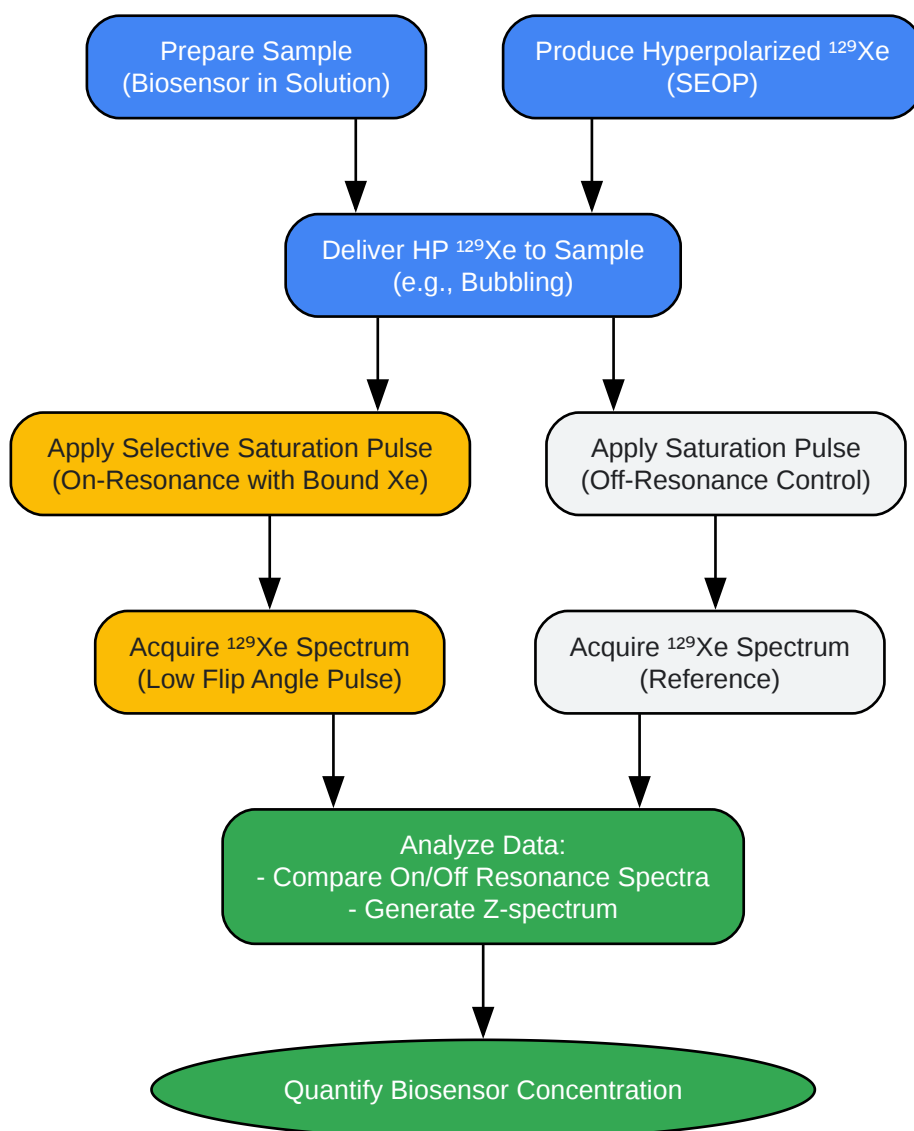 Prepare Sample
(Biosensor in Solution)
Produce Hyperpolarized ¹²⁹Xe
(SEOP)
Deliver HP ¹²⁹Xe to Sample
(e.g., Bubbling)
Apply Selective Saturation Pulse
(On-Resonance with Bound Xe)
Apply Saturation Pulse
(Off-Resonance Control)
Acquire ¹²⁹Xe Spectrum
(Low Flip Angle Pulse)
Acquire ¹²⁹Xe Spectrum
(Reference)
Analyze Data:
- Compare On/Off Resonance Spectra
- Generate Z-spectrum
Quantify Biosensor Concentration